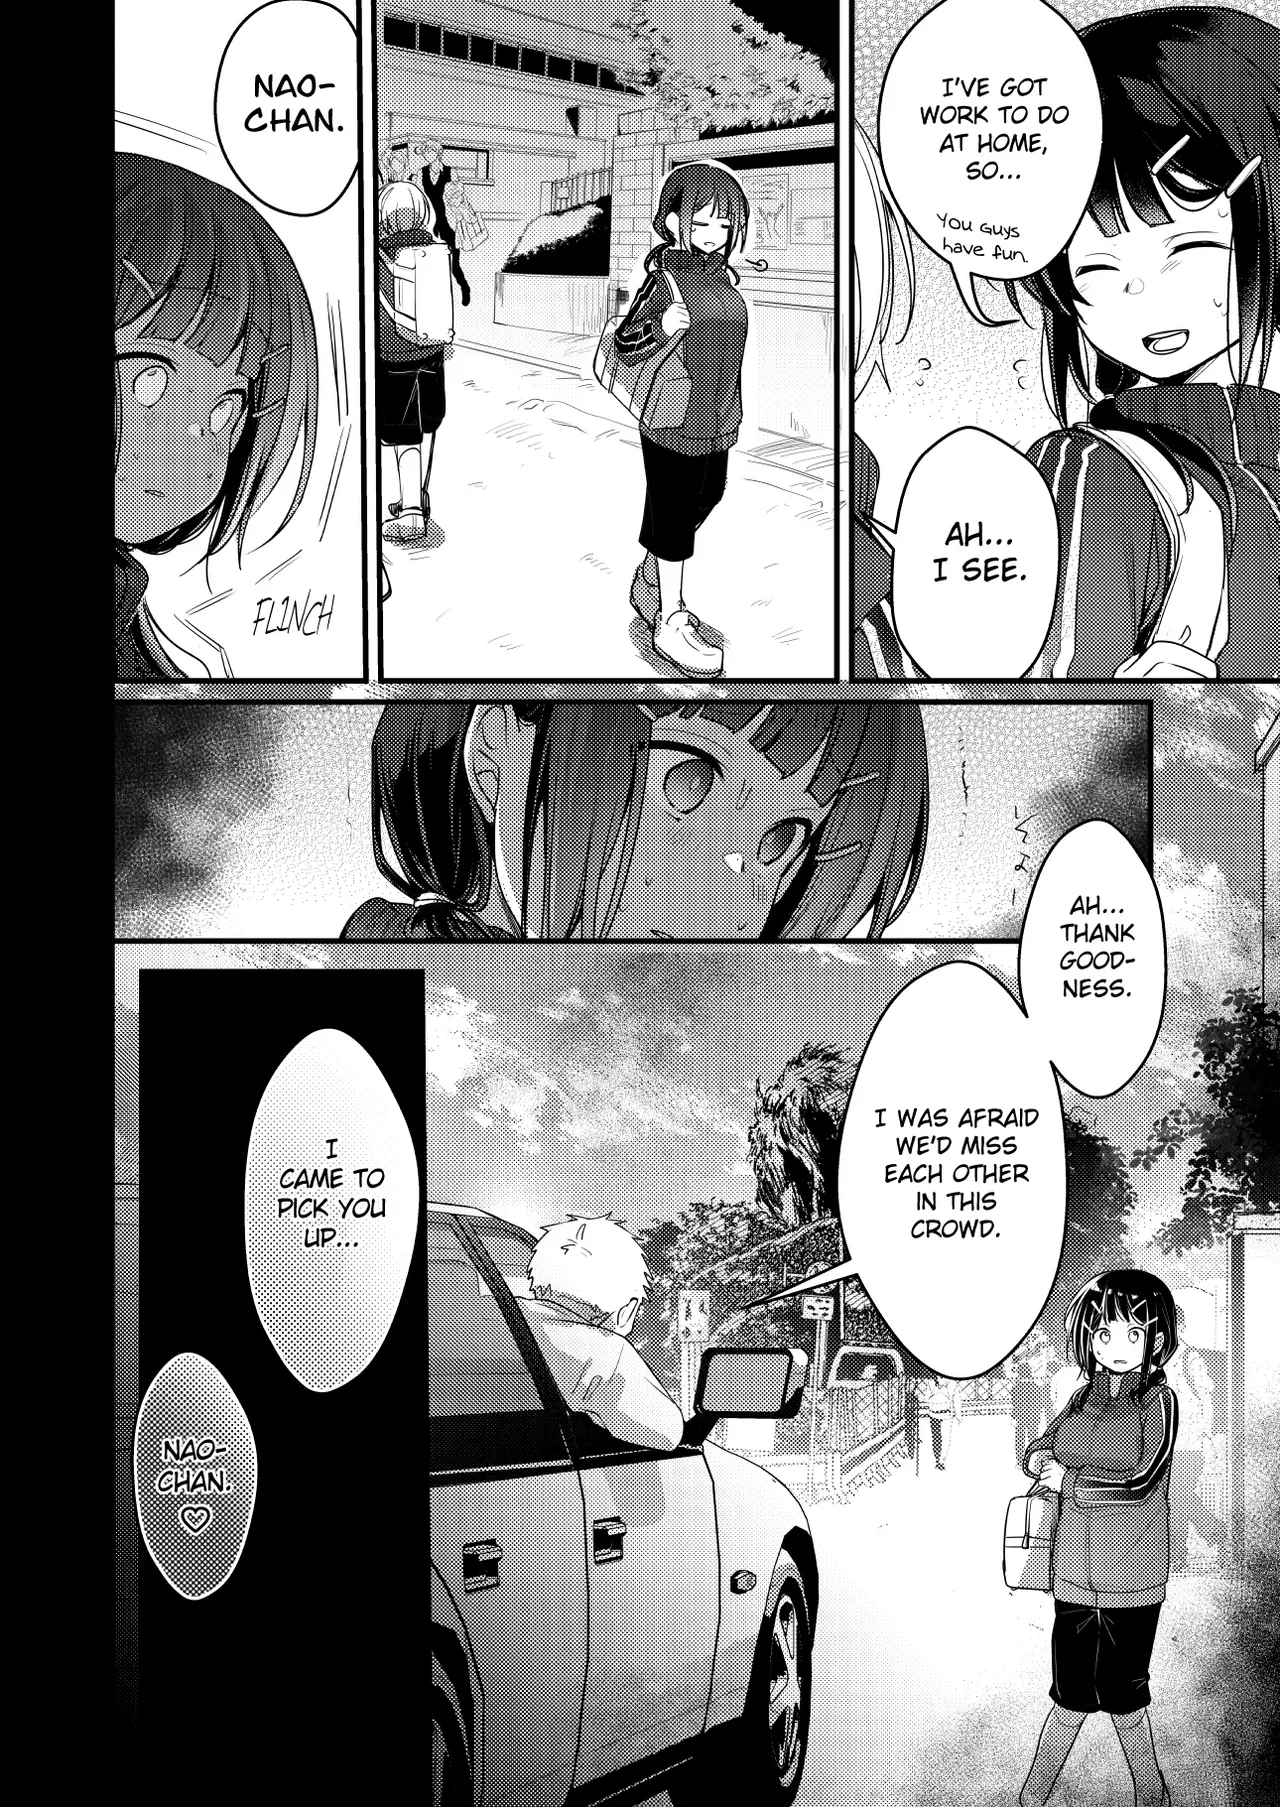 I'VE GOT
WORK TO DO
AT HOME,
SO...
You guys
have fun.
AH...
I SEE.
NAO-
CHAN.
FLINCH
AH...
THANK
GOOD-
NESS.
I WAS AFRAID
WE'D MISS
EACH OTHER
IN THIS
CROWD.
I
CAME TO
PICK YOU
UP...
NAO-
CHAN.
♡